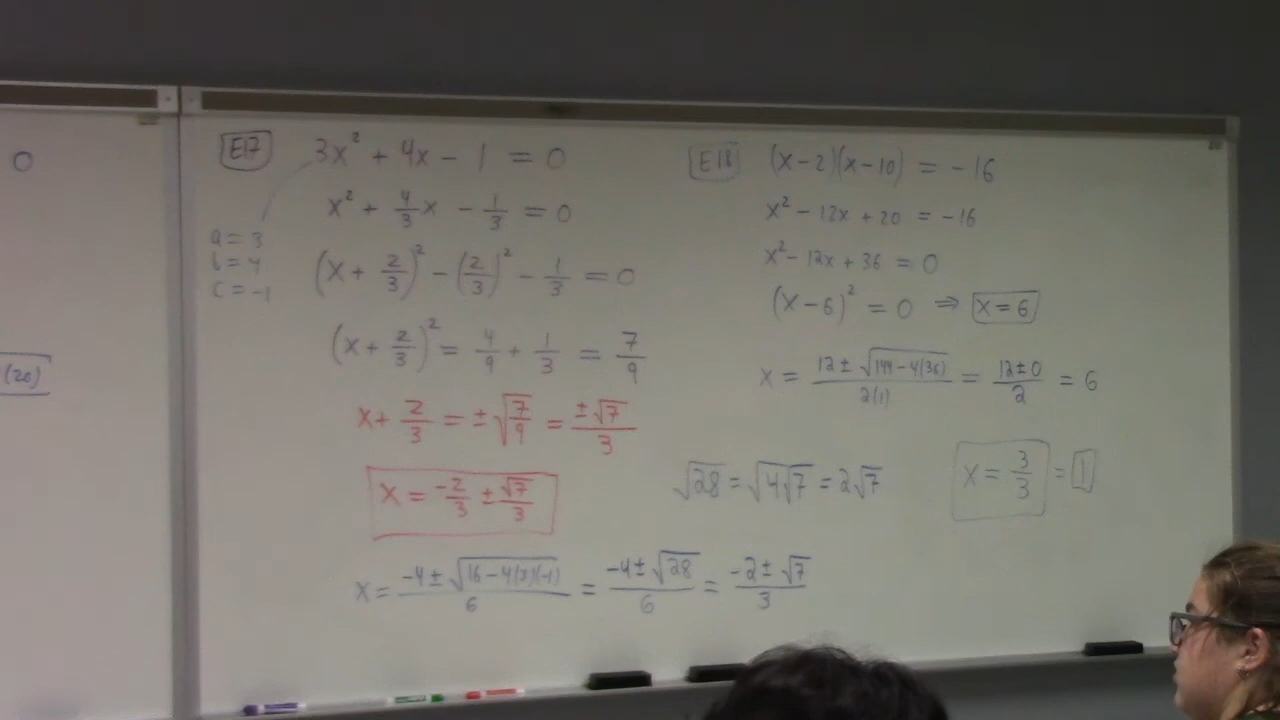 0
(20)
E17 3x² + 4x - 1 = 0
x² + 4/3 x - 1/3 = 0
a = 3
b = 4
c = -1
(x + 2/3)² - (2/3)² - 1/3 = 0
(x + 2/3)² = 4/9 + 1/3 = 7/9
x + 2/3 = ± √(7/9) = ±√7/3
x = -2/3 ± √7/3
x = (-4 ± √(16 - 4(3)(-1)))/6 = (-4 ± √28)/6 = (-2 ± √7)/3
E18 (x-2)(x-10) = -16
x² - 12x + 20 = -16
x² - 12x + 36 = 0
(x-6)² = 0 ⇒ x = 6
x = (12 ± √(144 - 4(36)))/2(1) = (12 ± 0)/2 = 6
√28 = √4√7 = 2√7
x = 3/3 = 1